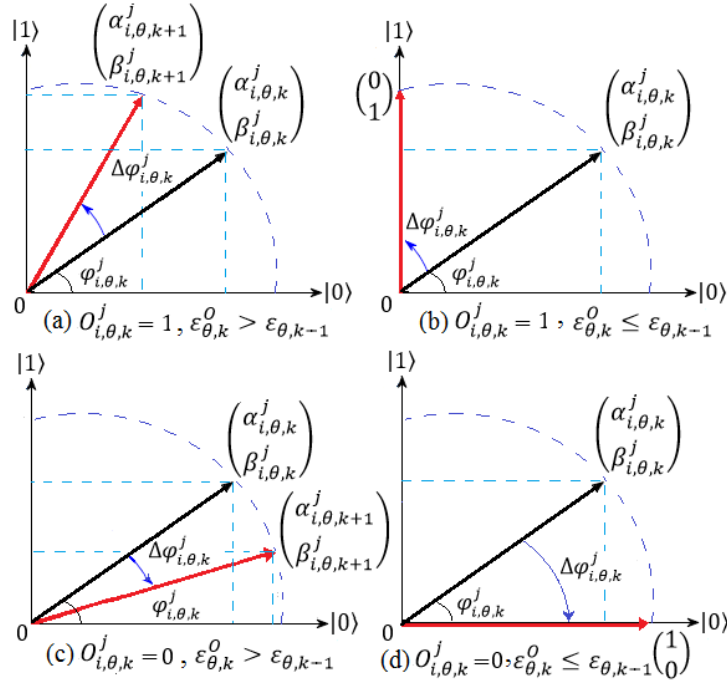 |1⟩
(α^j_{i,θ,k+1} β^j_{i,θ,k+1})
(α^j_{i,θ,k} β^j_{i,θ,k})
Δφ^j_{i,θ,k}
φ^j_{i,θ,k}
0
|0⟩
(a) O^j_{i,θ,k} = 1 , ε^O_{θ,k} > ε_{θ,k−1}
|1⟩
(0 1)
(α^j_{i,θ,k} β^j_{i,θ,k})
Δφ^j_{i,θ,k}
φ^j_{i,θ,k}
0
|0⟩
(b) O^j_{i,θ,k} = 1 , ε^O_{θ,k} ≤ ε_{θ,k−1}
|1⟩
(α^j_{i,θ,k} β^j_{i,θ,k})
(α^j_{i,θ,k+1} β^j_{i,θ,k+1})
Δφ^j_{i,θ,k}
φ^j_{i,θ,k}
0
|0⟩
(c) O^j_{i,θ,k} =0 , ε^O_{θ,k} > ε_{θ,k−1}
|1⟩
(α^j_{i,θ,k} β^j_{i,θ,k})
Δφ^j_{i,θ,k}
φ^j_{i,θ,k}
0
|0⟩
(d) O^j_{i,θ,k} =0, ε^O_{θ,k} ≤ ε_{θ,k−1} (1 0)